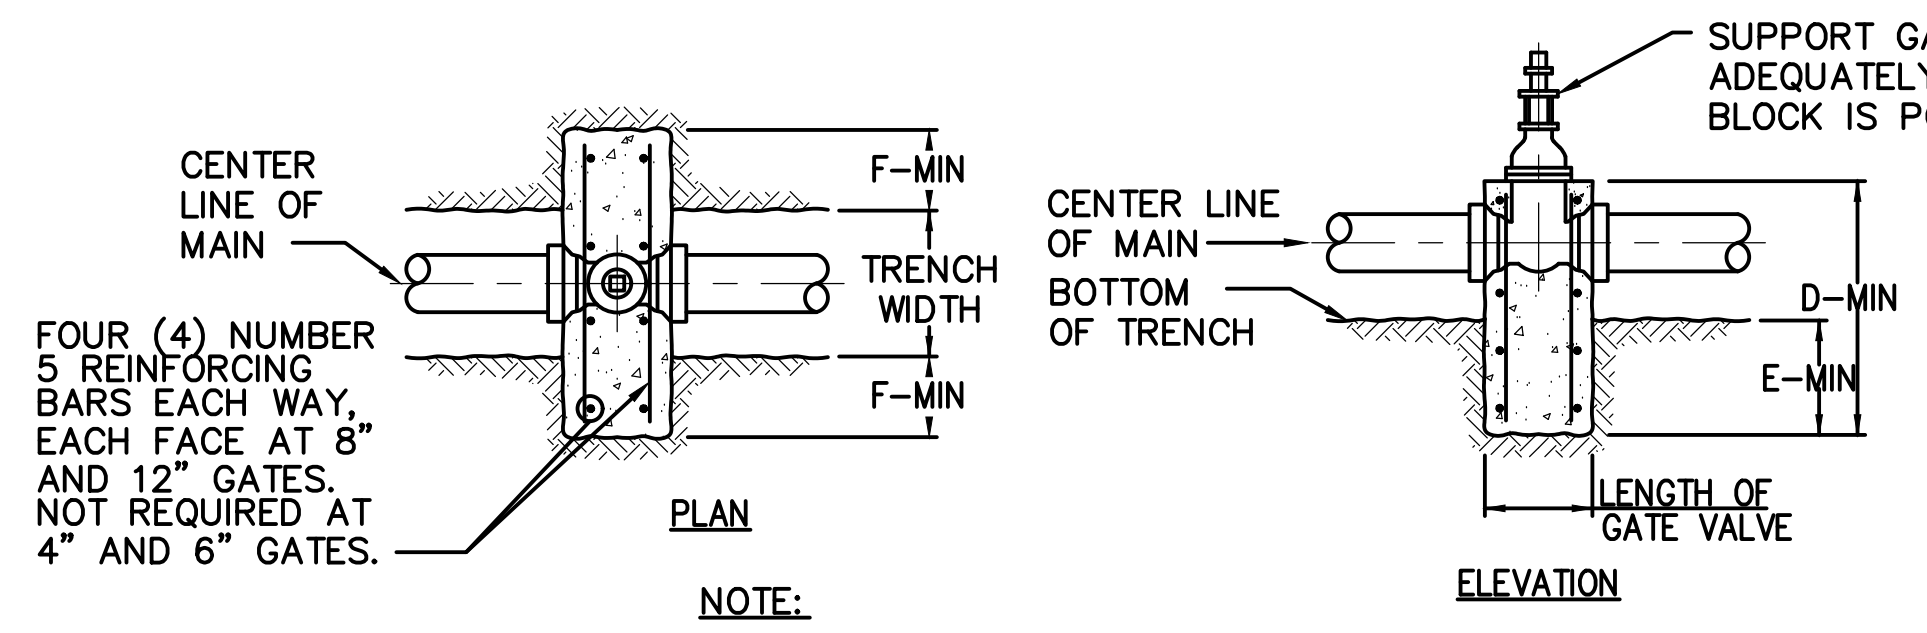 CENTER
LINE OF
MAIN
FOUR (4) NUMBER
5 REINFORCING
BARS EACH WAY,
EACH FACE AT 8”
AND 12” GATES.
NOT REQUIRED AT
4” AND 6” GATES.
F-MIN
TRENCH
WIDTH
F-MIN
PLAN
NOTE:
SUPPORT
ADEQUATELY
BLOCK IS
CENTER LINE
OF MAIN
BOTTOM
OF TRENCH
D-MIN
E-MIN
LENGTH OF
GATE VALVE
ELEVATION